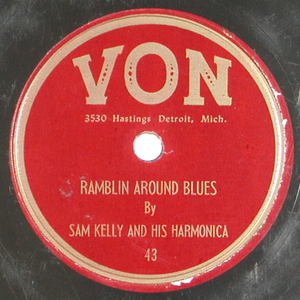 VON
3530 Hastings Detroit, Mich.
RAMBLIN AROUND BLUES
By
SAM KELLY AND HIS HARMONICA
43